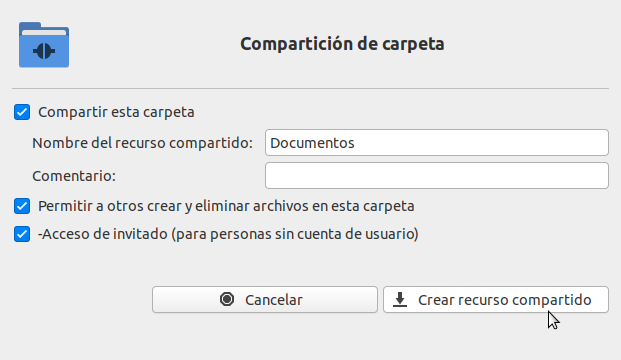 Compartición de carpeta
Compartir esta carpeta
Nombre del recurso compartido: Documentos
Comentario:
Permitir a otros crear y eliminar archivos en esta carpeta
-Acceso de invitado (para personas sin cuenta de usuario)
Cancelar Crear recurso compartido